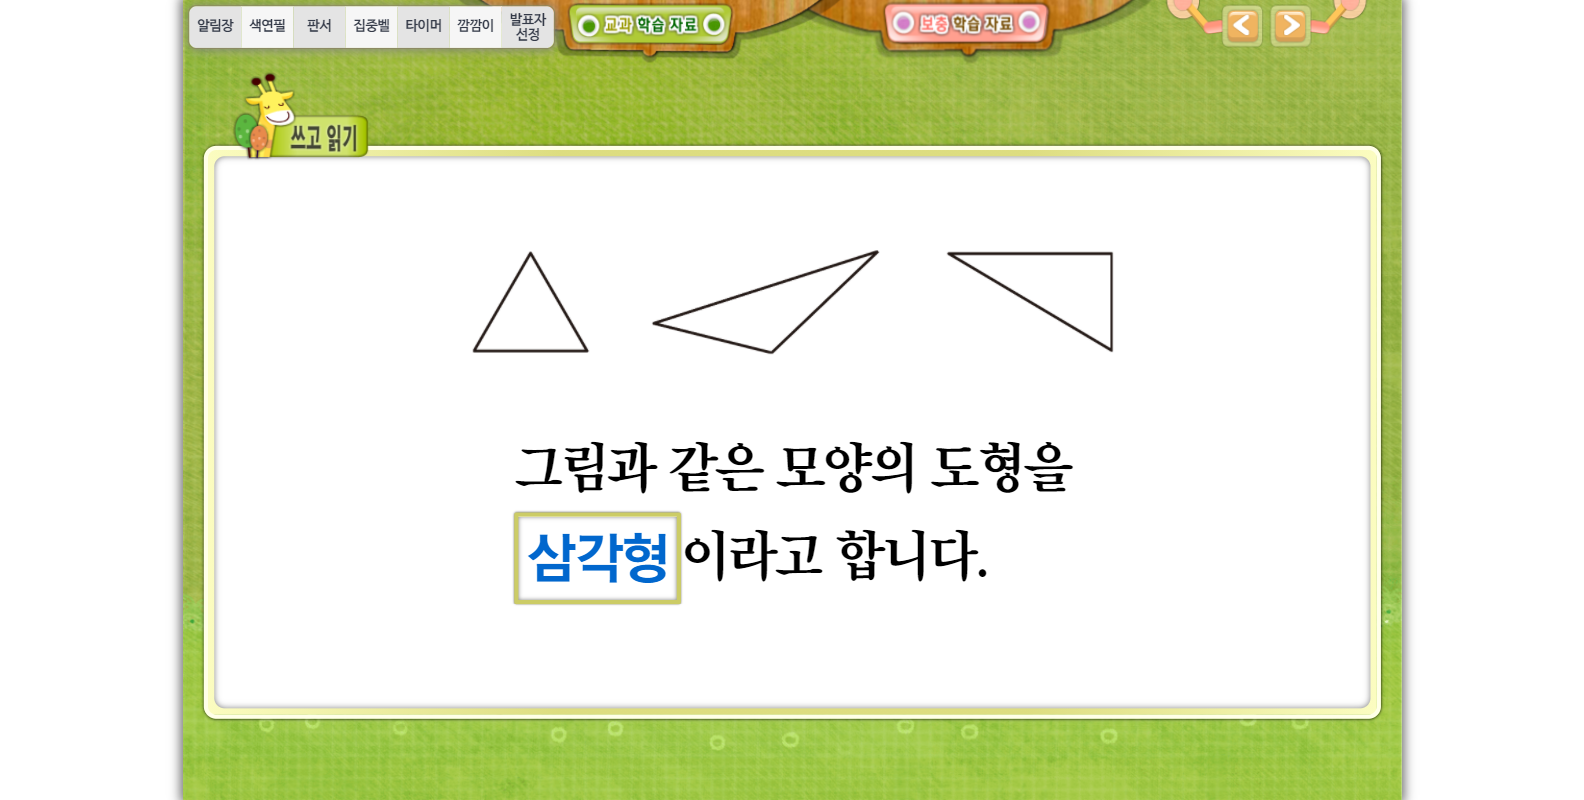 알림장 색연필 판서 집중벨 타이머 깜깜이 발표자 선정
교과 학습 자료
보충 학습 자료
쓰고 읽기
그림과 같은 모양의 도형을
삼각형이라고 합니다.